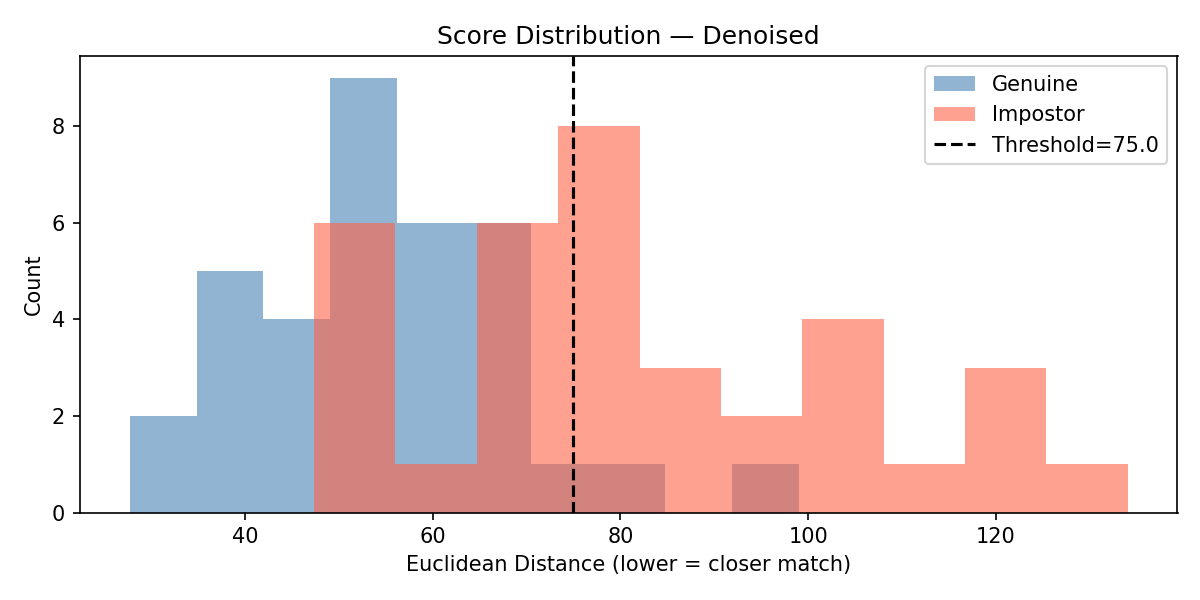 Score Distribution — Denoised
Genuine
Impostor
Threshold=75.0
8
6
4
2
0
Count
40 60 80 100 120
Euclidean Distance (lower = closer match)